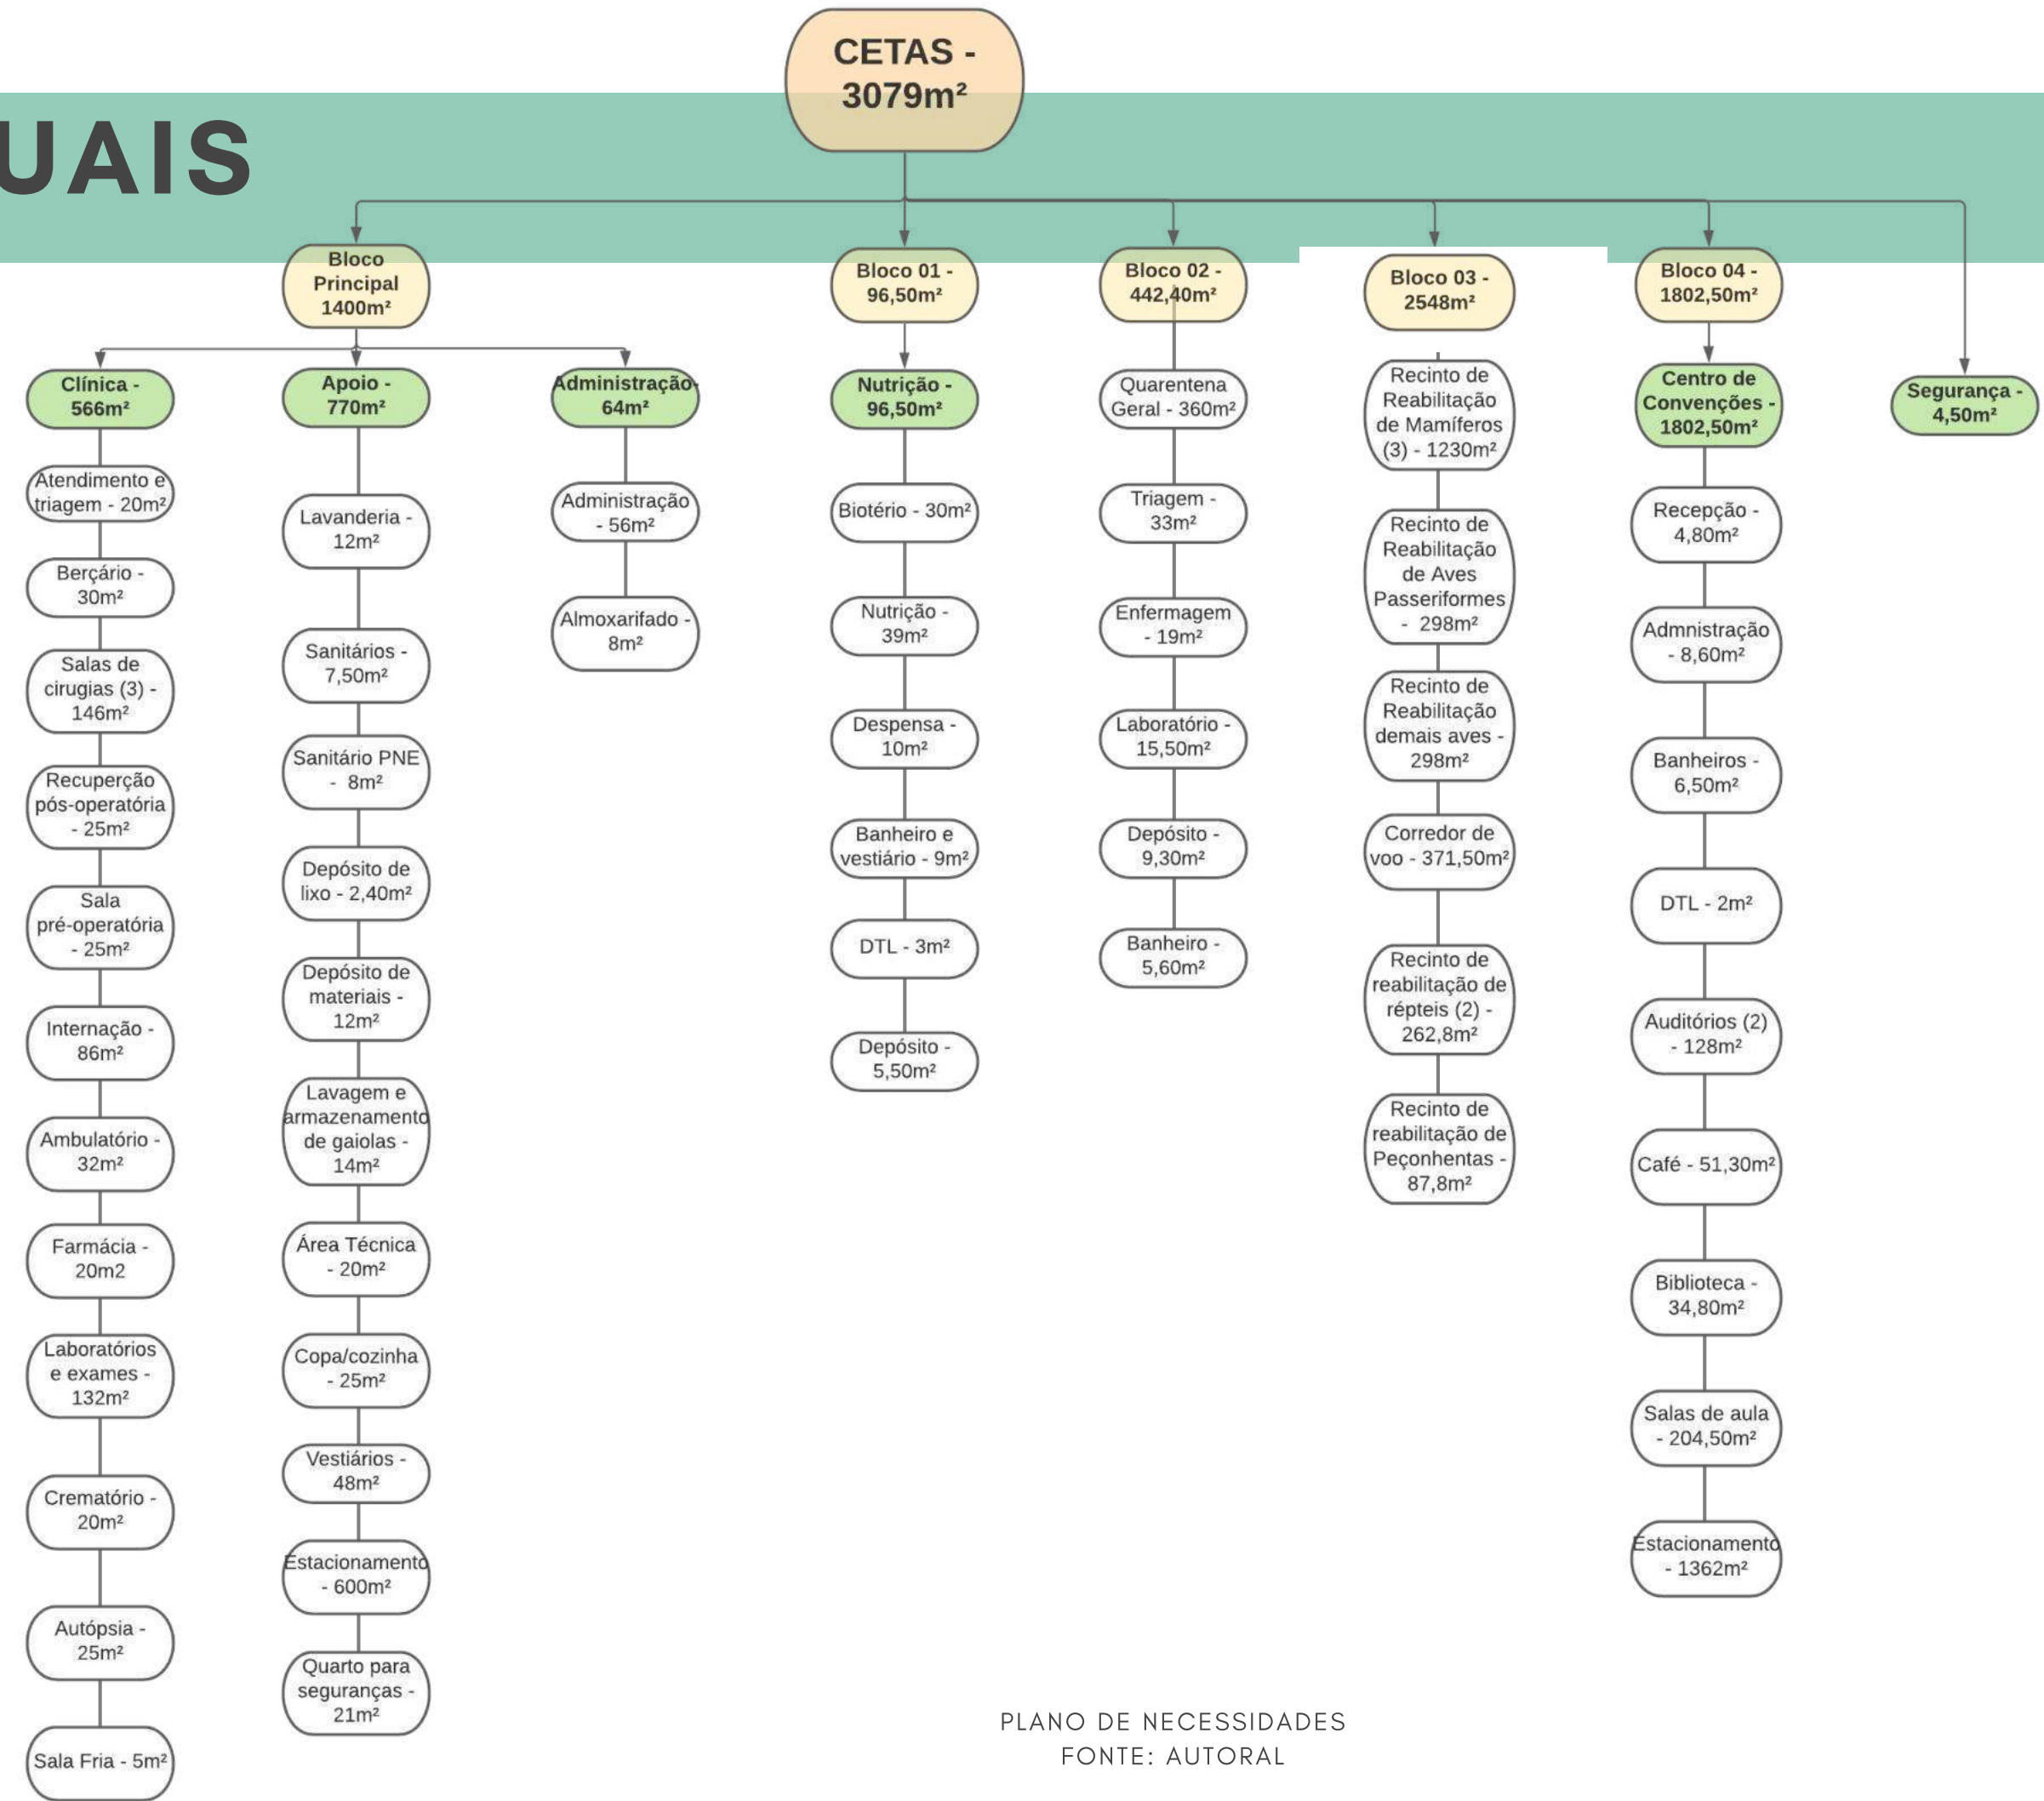 CETAS -
3079m²
UAIS
Bloco
Principal
1400m²
Bloco 01 -
96,50m²
Bloco 02 -
442,40m²
Bloco 03 -
2548m²
Bloco 04 -
1802,50m²
Clínica -
566m²
Apoio -
770m²
Administração-
64m²
Nutrição -
96,50m²
Centro de
Convenções -
1802,50m²
Segurança -
4,50m²
Atendimento e
triagem - 20m²
Berçário -
30m²
Salas de
cirugias (3) -
146m²
Recuperção
pós-operatória
- 25m²
Sala
pré-operatória
- 25m²
Internação -
86m²
Ambulatório -
32m²
Farmácia -
20m2
Laboratórios
e exames -
132m²
Crematório -
20m²
Autópsia -
25m²
Sala Fria - 5m²
Lavanderia -
12m²
Sanitários -
7,50m²
Sanitário PNE
- 8m²
Depósito de
lixo - 2,40m²
Depósito de
materiais -
12m²
Lavagem e
armazenamento
de gaiolas -
14m²
Área Técnica
- 20m²
Copa/cozinha
- 25m²
Vestiários -
48m²
Estacionamento
- 600m²
Quarto para
seguranças -
21m²
Administração
- 56m²
Almoxarifado -
8m²
Biotério - 30m²
Nutrição -
39m²
Despensa -
10m²
Banheiro e
vestiário - 9m²
DTL - 3m²
Depósito -
5,50m²
Quarentena
Geral - 360m²
Triagem -
33m²
Enfermagem
- 19m²
Laboratório -
15,50m²
Depósito -
9,30m²
Banheiro -
5,60m²
Recinto de
Reabilitação
de Mamíferos
(3) - 1230m²
Recinto de
Reabilitação
de Aves
Passeriformes
- 298m²
Recinto de
Reabilitação
demais aves -
298m²
Corredor de
voo - 371,50m²
Recinto de
reabilitação de
répteis (2) -
262,8m²
Recinto de
reabilitação de
Peçonhentas -
87,8m²
Recepção -
4,80m²
Admnistração
- 8,60m²
Banheiros -
6,50m²
DTL - 2m²
Auditórios (2)
- 128m²
Café - 51,30m²
Biblioteca -
34,80m²
Salas de aula
- 204,50m²
Estacionamento
- 1362m²
PLANO DE NECESSIDADES
FONTE: AUTORAL